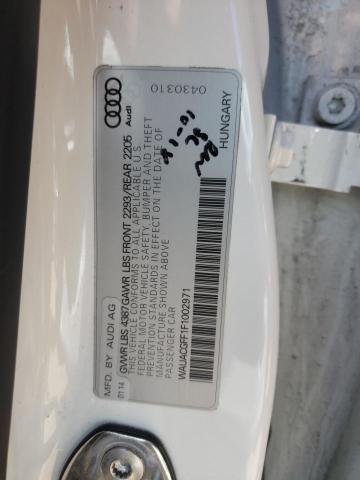 MFD. BY AUDI AG
Audi
01 14
0430310
GVWR LBS 4387GAWR LBS FRONT 2293/REAR 2205
THIS VEHICLE CONFORMS TO ALL APPLICABLE U S
FEDERAL MOTOR VEHICLE SAFETY, BUMPER AND THEFT
PREVENTION STANDARDS IN EFFECT ON THE DATE OF
MANUFACTURE SHOWN ABOVE
PASSENGER CAR
WAUACGFF1F1002971
HUNGARY